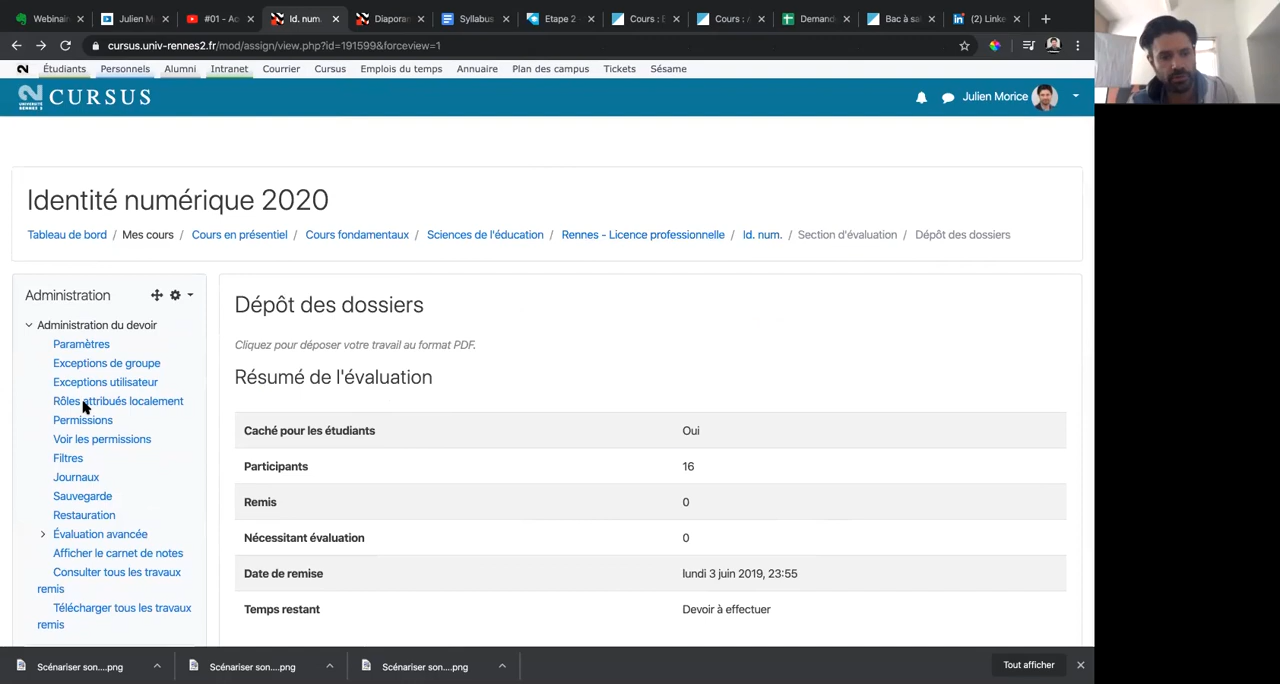 Webinair
Julien M
#01 - Ac
Id. num.
Diaporam
Syllabus
Etape 2
Cours : E
Cours : A
Demand
Bac à sa
(2) Linke
cursus.univ-rennes2.fr/mod/assign/view.php?id=191599&forceview=1
Étudiants Personnels Alumni Intranet Courrier Cursus Emplois du temps Annuaire Plan des campus Tickets Sésame
CURSUS
Julien Morice
Identité numérique 2020
Tableau de bord / Mes cours / Cours en présentiel / Cours fondamentaux / Sciences de l'éducation / Rennes - Licence professionnelle / Id. num. / Section d'évaluation / Dépôt des dossiers
Administration
Administration du devoir
Paramètres
Exceptions de groupe
Exceptions utilisateur
Rôles attribués localement
Permissions
Voir les permissions
Filtres
Journaux
Sauvegarde
Restauration
Évaluation avancée
Afficher le carnet de notes
Consulter tous les travaux
remis
Télécharger tous les travaux
remis
Dépôt des dossiers
Cliquez pour déposer votre travail au format PDF.
Résumé de l'évaluation
Caché pour les étudiants Oui
Participants 16
Remis 0
Nécessitant évaluation 0
Date de remise lundi 3 juin 2019, 23:55
Temps restant Devoir à effectuer
Scénariser son....png
Scénariser son....png
Scénariser son....png
Tout afficher